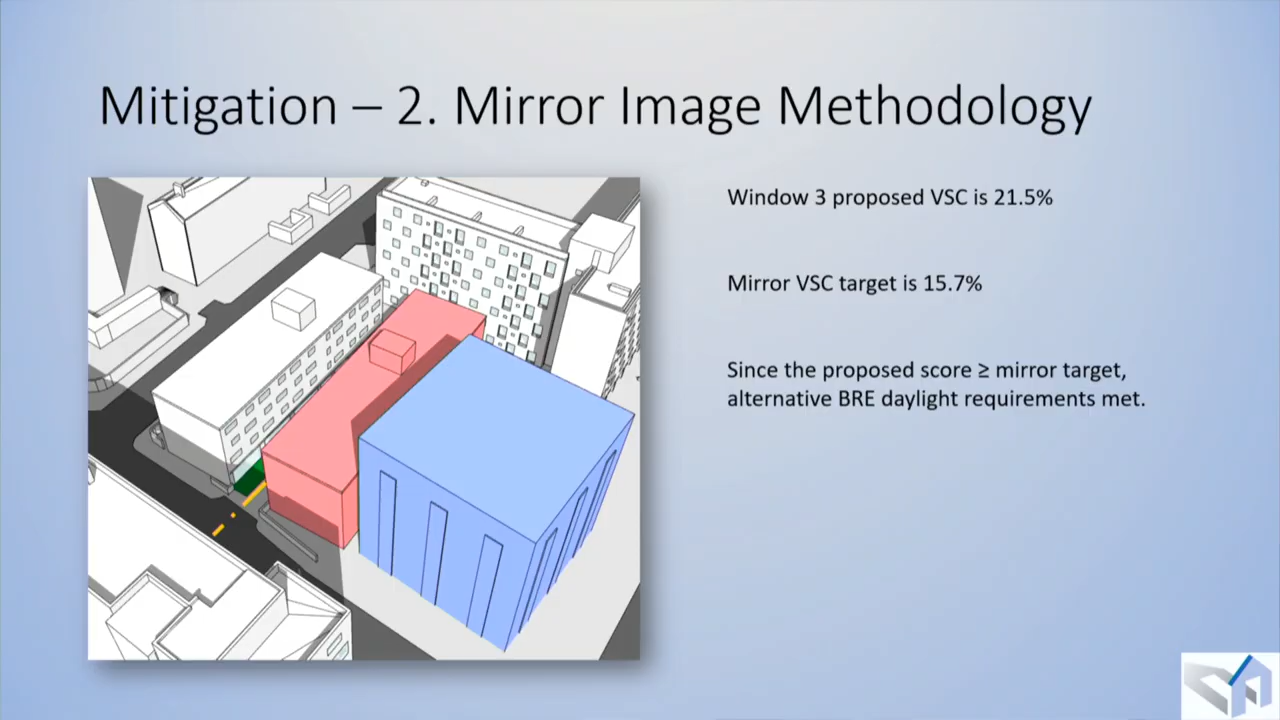 Mitigation – 2. Mirror Image Methodology
Window 3 proposed VSC is 21.5%
Mirror VSC target is 15.7%
Since the proposed score ≥ mirror target,
alternative BRE daylight requirements met.